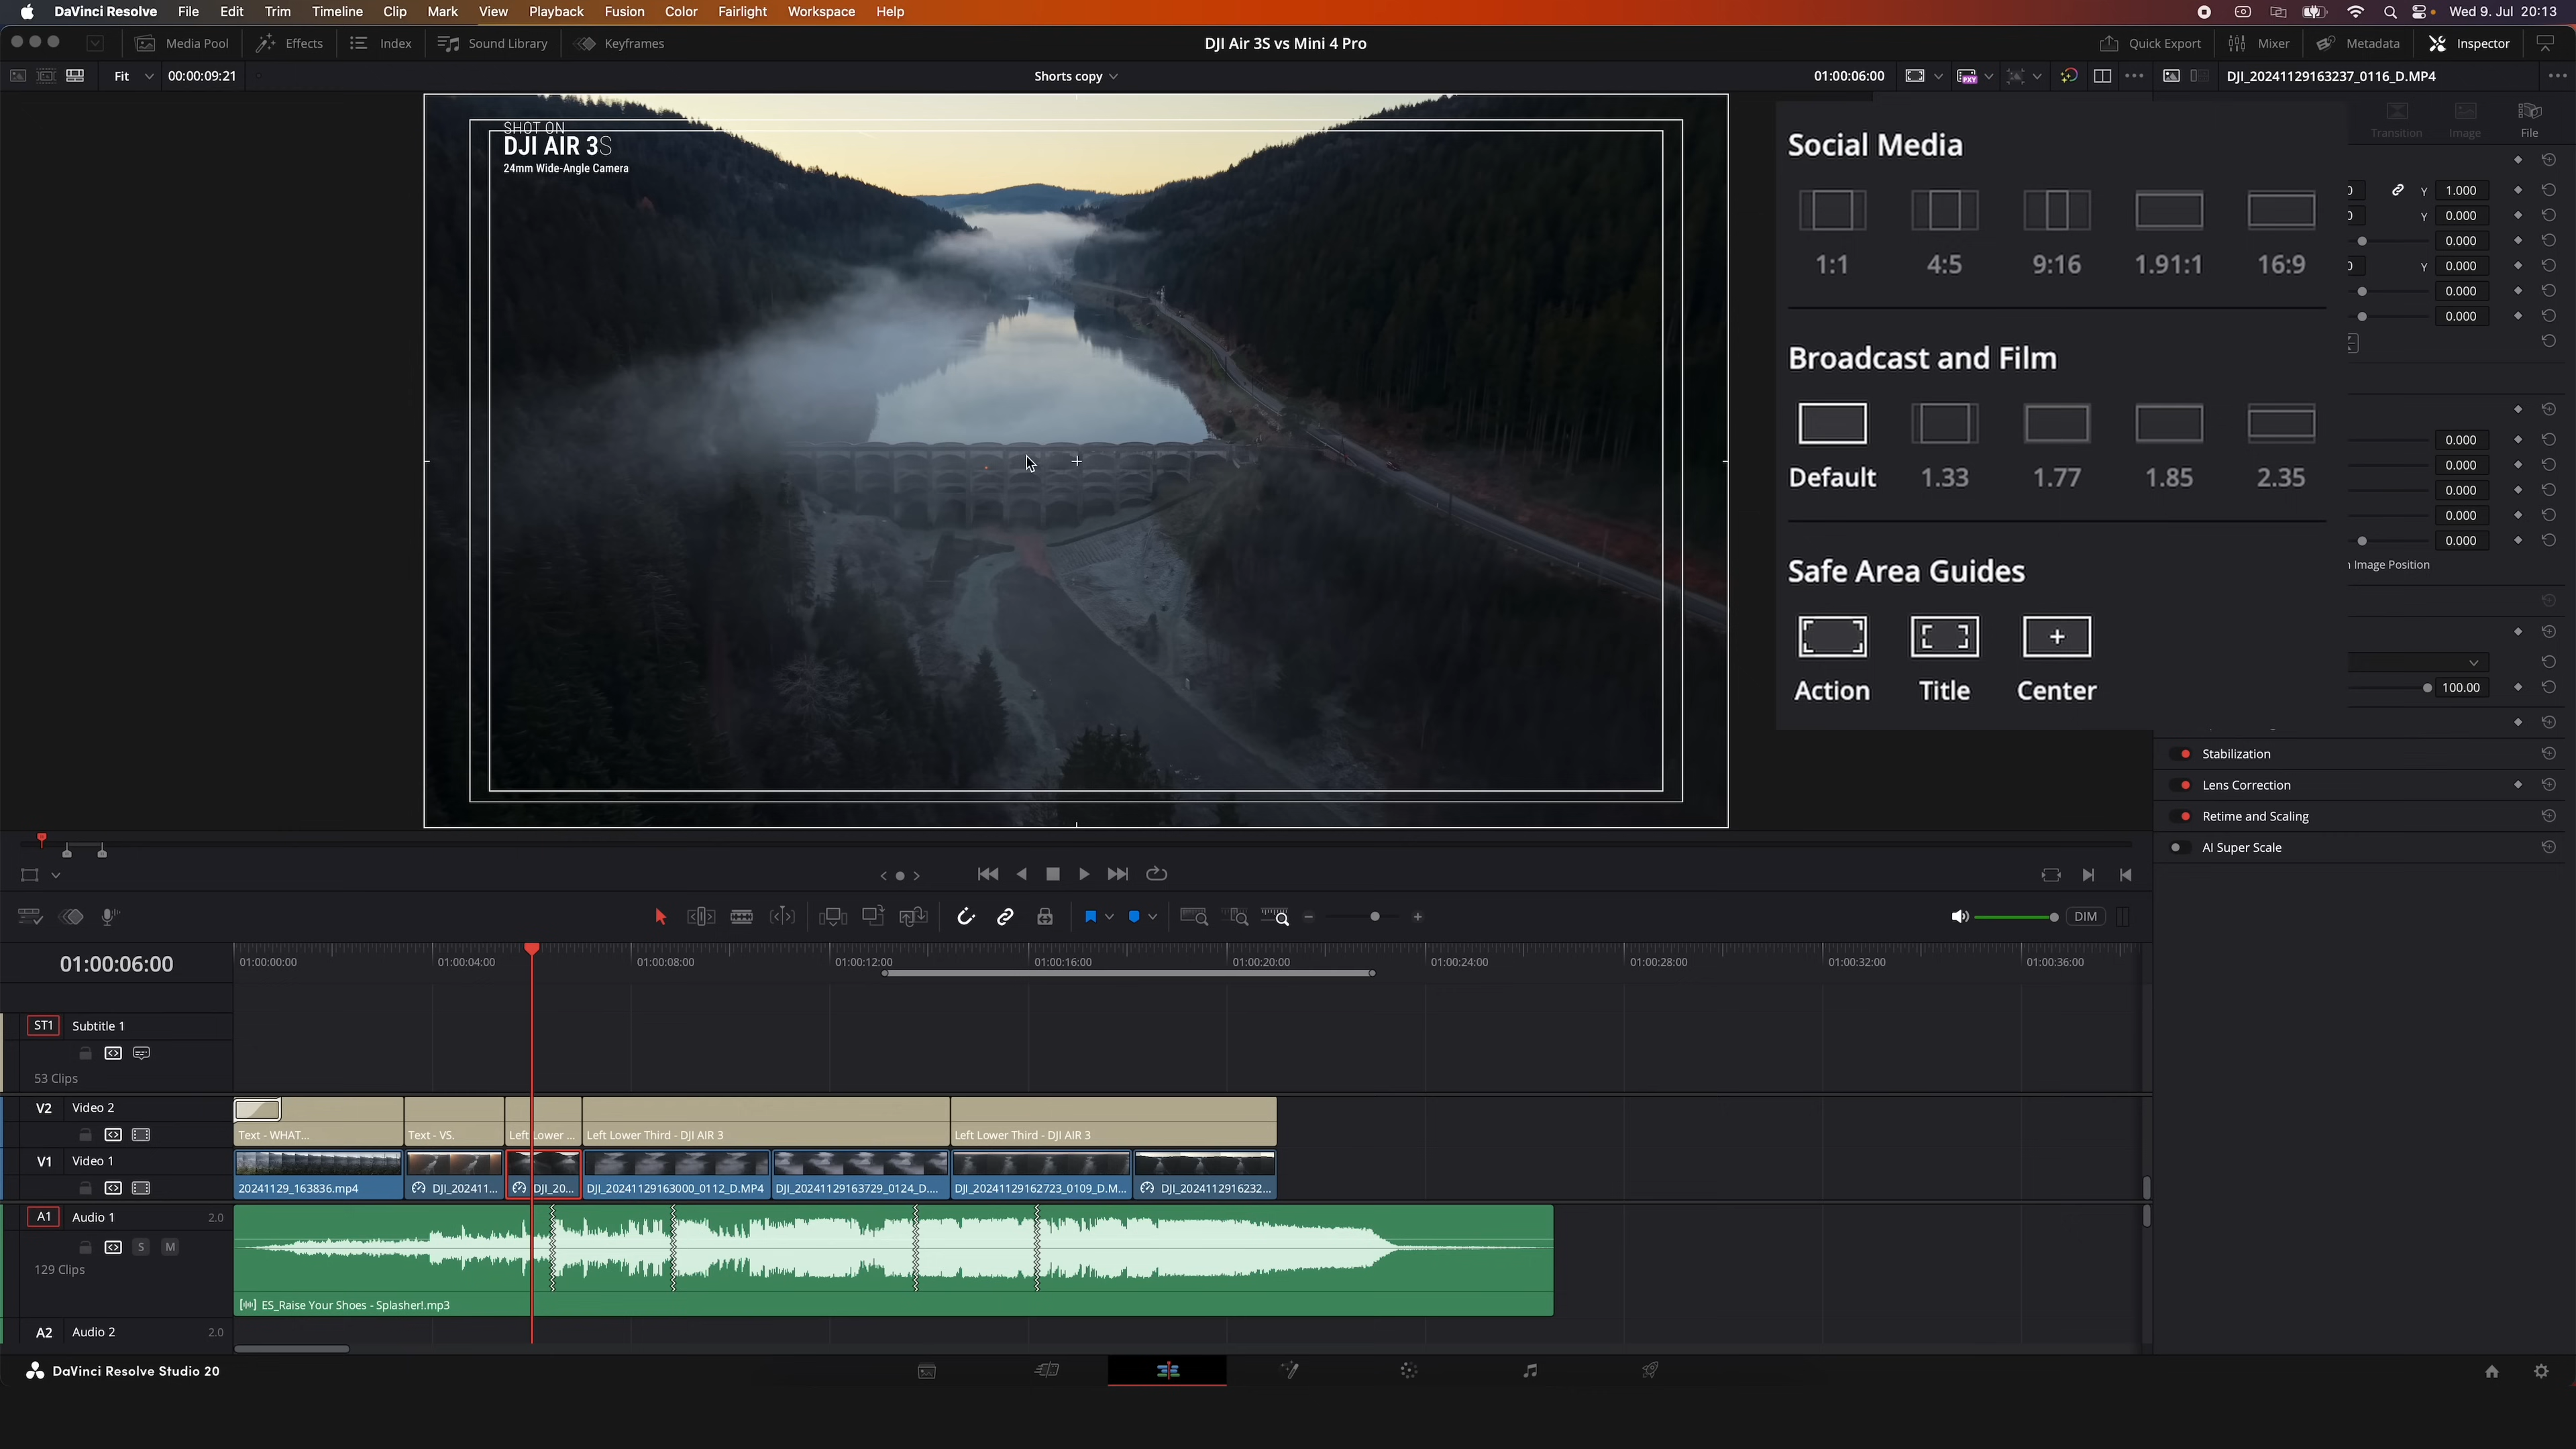 DaVinci Resolve File Edit Trim Timeline Clip Mark View Playback Fusion Color Fairlight Workspace Help Wed 9. Jul 20:13
Media Pool Effects Index Sound Library Keyframes DJI Air 3S vs Mini 4 Pro Quick Export Mixer Metadata Inspector
Fit 00:00:09:21 Shorts copy 01:00:06:00 PXY DJI_20241129163237_0116_D.MP4
SHOT ON
DJI AIR 3S
24mm Wide-Angle Camera
Social Media
1:1 4:5 9:16 1.91:1 16:9
Broadcast and Film
Default 1.33 1.77 1.85 2.35
Safe Area Guides
Action Title Center
Transition Image File
Y 1.000
Y 0.000
0.000
Y 0.000
0.000
0.000
0.000
0.000
0.000
0.000
0.000
Image Position
100.00
Stabilization
Lens Correction
Retime and Scaling
AI Super Scale
DIM
01:00:06:00 01:00:00:00 01:00:04:00 01:00:08:00 01:00:12:00 01:00:16:00 01:00:20:00 01:00:24:00 01:00:28:00 01:00:32:00 01:00:36:00
ST1 Subtitle 1
53 Clips
V2 Video 2
Text - WHAT... Text - VS. Left Lower ... Left Lower Third - DJI AIR 3 Left Lower Third - DJI AIR 3
V1 Video 1
20241129_163836.mp4 DJI_202411... DJI_20... DJI_20241129163000_0112_D.MP4 DJI_20241129163729_0124_D.... DJI_20241129162723_0109_D.M... DJI_2024112916232...
A1 Audio 1 2.0
S M
129 Clips
ES_Raise Your Shoes - Splasher!.mp3
A2 Audio 2 2.0
DaVinci Resolve Studio 20